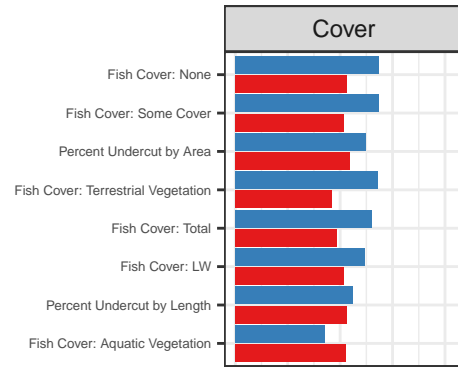 Cover
Fish Cover: None
Fish Cover: Some Cover
Percent Undercut by Area
Fish Cover: Terrestrial Vegetation
Fish Cover: Total
Fish Cover: LW
Percent Undercut by Length
Fish Cover: Aquatic Vegetation